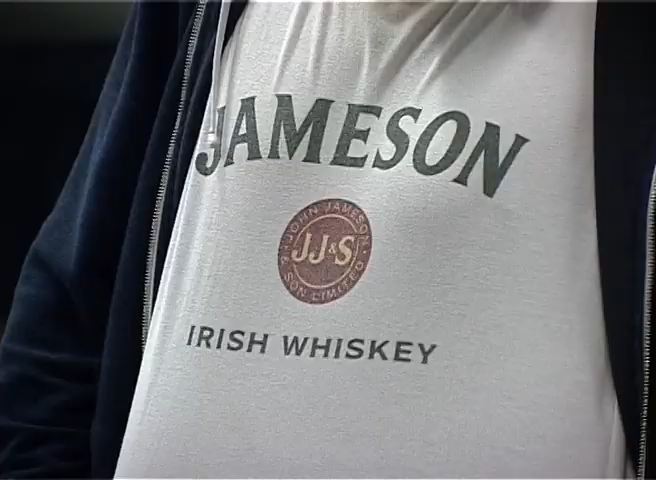 JAMESON
JOHN JAMESON
JJ&S
& SON LIMITED
IRISH WHISKEY